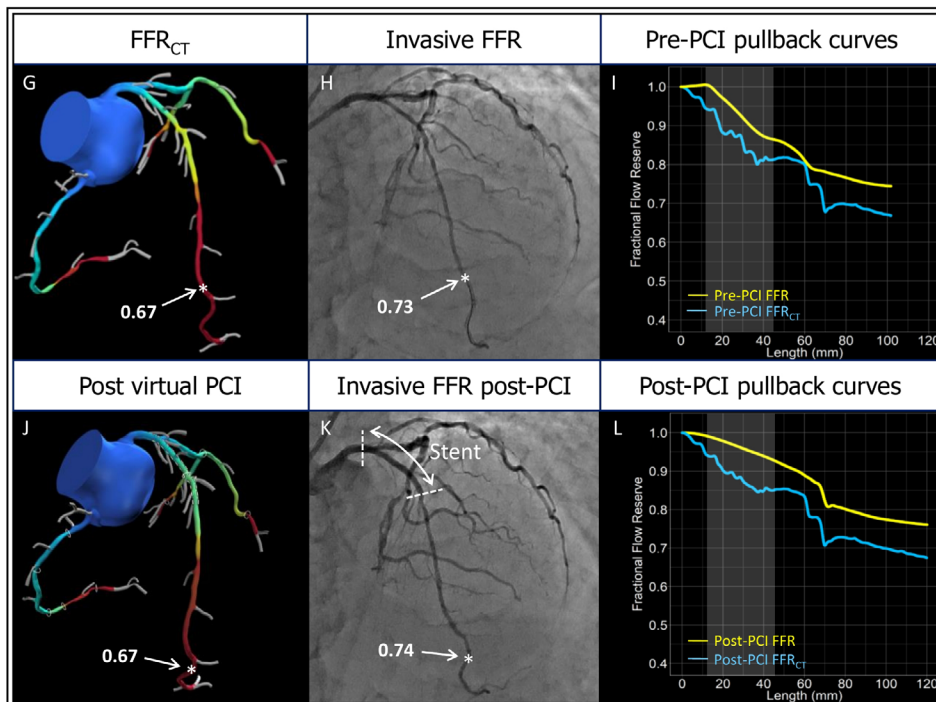 FFRCT
Invasive FFR
Pre-PCI pullback curves
G
0.67
*
H
0.73
*
I
1.0
0.9
0.8
0.7
0.6
0.5
0.4
Fractional Flow Reserve
Pre-PCI FFR
Pre-PCI FFRCT
0 20 40 60 80 100 120
Length (mm)
Post virtual PCI
Invasive FFR post-PCI
Post-PCI pullback curves
J
0.67
*
K
Stent
0.74
*
L
1.0
0.9
0.8
0.7
0.6
0.5
0.4
Fractional Flow Reserve
Post-PCI FFR
Post-PCI FFRCT
0 20 40 60 80 100 120
Length (mm)